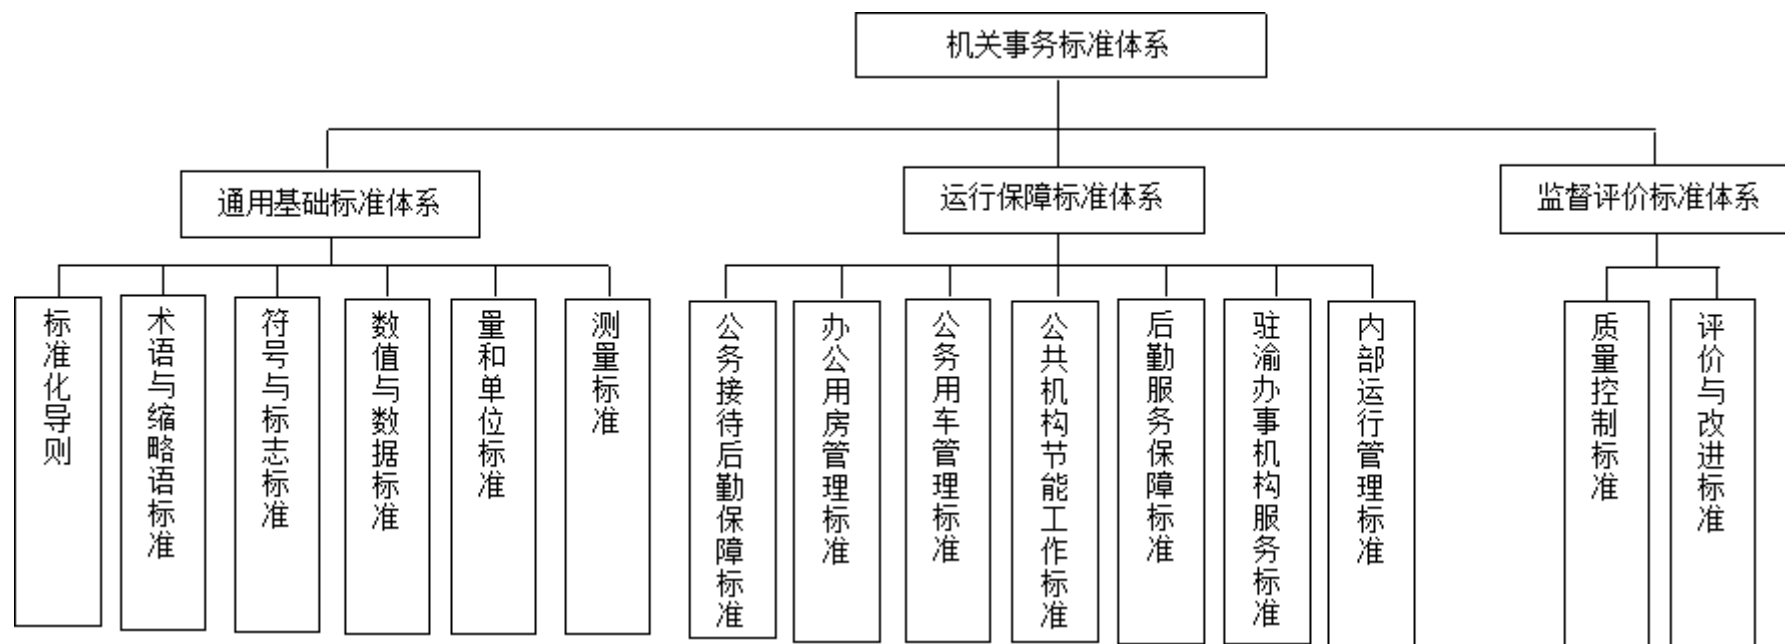 机关事务标准体系
通用基础标准体系
运行保障标准体系
监督评价标准体系
标准化导则
术语与缩略语标准
符号与标志标准
数值与数据标准
量和单位标准
测量标准
公务接待后勤保障标准
办公用房管理标准
公务用车管理标准
公共机构节能工作标准
后勤服务保障标准
驻渝办事机构服务标准
内部运行管理标准
质量控制标准
评价与改进标准